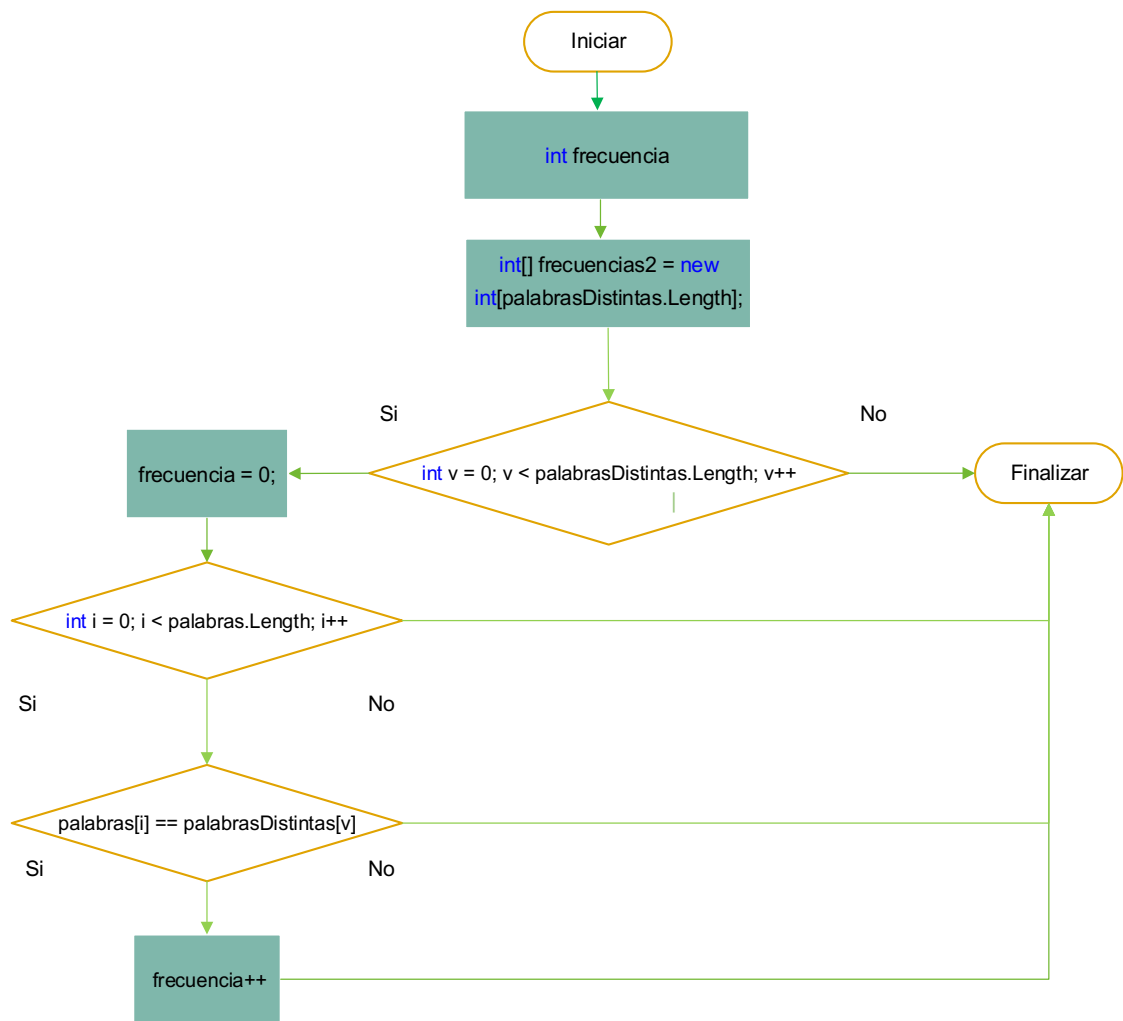 Iniciar
int frecuencia
int[] frecuencias2 = new
int[palabrasDistintas.Length];
Si
No
frecuencia = 0;
int v = 0; v < palabrasDistintas.Length; v++
Finalizar
int i = 0; i < palabras.Length; i++
Si
No
palabras[i] == palabrasDistintas[v]
Si
No
frecuencia++